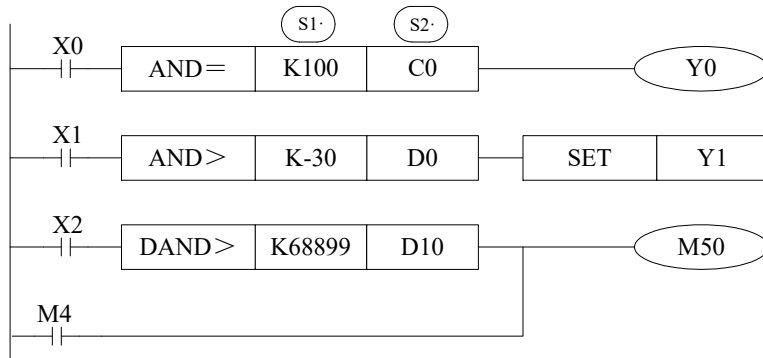 S1· S2·
X0 AND= K100 C0 Y0
X1 AND> K-30 D0 SET Y1
X2 DAND> K68899 D10 M50
M4